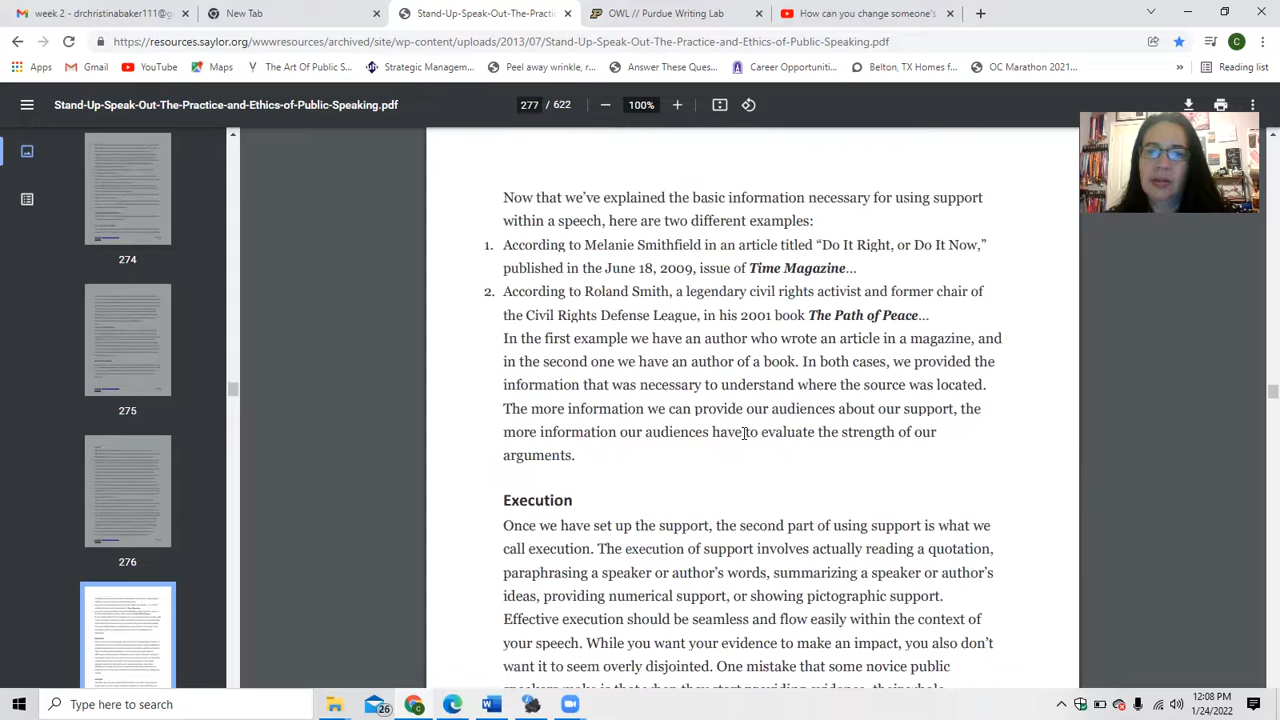 Week 2 - drchristinaker111@g
New Tab
Stand-Up-Speak-Out-The-Practic
OWL // Purdue Writing Lab
How you can change someone's
https://resources.saylor.org/wwwresources/archived/site/wp-content/uploads/2013/07/Stand-Up-Speak-Out-The-Practice-and-Ethics-of-Public-Speaking.pdf
Apps
Gmail
YouTube
Maps
The Art Of Public S...
Strategic Managem...
Peel away wrinkle, r...
Answer These Que...
Career Opportuniti...
Belton, TX Homes f...
OC Marathon 2021...
»
Reading list
Stand-Up-Speak-Out-The-Practice-and-Ethics-of-Public-Speaking.pdf
277 / 622
100%
274
275
276
Now that we've explained the basic information necessary for using support
within a speech, here are two different examples:
1. According to Melanie Smithfield in an article titled “Do It Right, or Do It Now,”
published in the June 18, 2009, issue of Time Magazine...
2. According to Roland Smith, a legendary civil rights activist and former chair of
the Civil Rights Defense League, in his 2001 book The Path of Peace...
In the first example we have an author who wrote an article in a magazine, and
in the second one we have an author of a book. In both cases, we provided the
information that was necessary to understand where the source was located.
The more information we can provide our audiences about our support, the
more information our audiences have to evaluate the strength of our
arguments.
Execution
Once we have set up the support, the second part of using support is what we
call execution. The execution of support involves actually reading a quotation,
paraphrasing a speaker or author's words, summarizing a speaker or author's
ideas, providing numerical support, or showing pictographic support.
Effective execution should be seamless and flow easily within the context of
your speech. While you want your evidence to make an impact, you also don't
want it to seem overly disjointed. One mistake that some novice public
Type here to search
26
12:08 PM
1/24/2022